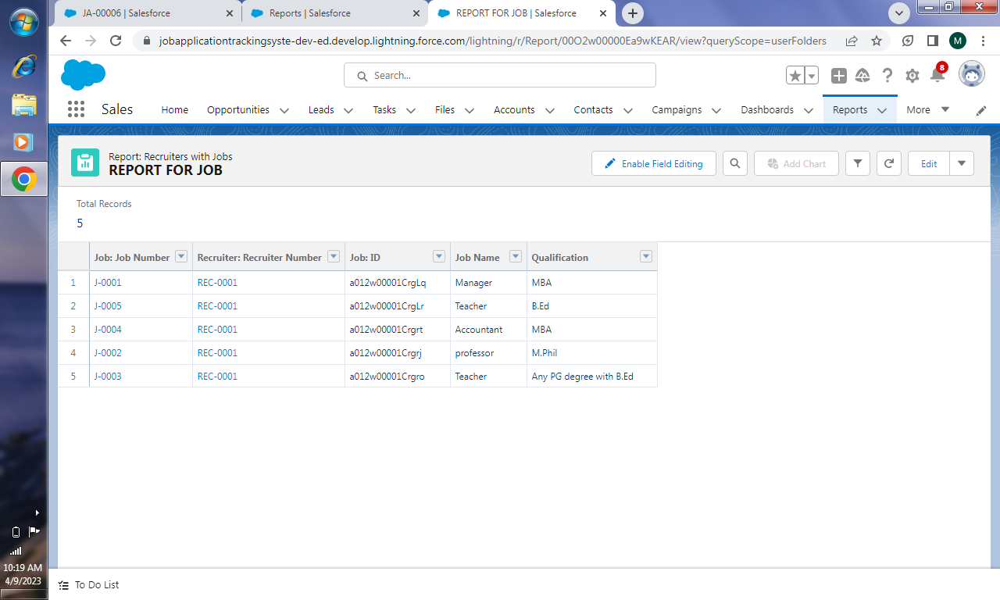 JA-00006 | Salesforce
Reports | Salesforce
REPORT FOR JOB | Salesforce
jobapplicationtrackingsyste-dev-ed.develop.lightning.force.com/lightning/r/Report/00O2w00000Ea9wKEAR/view?queryScope=userFolders
M
Search...
8
Sales
Home
Opportunities
Leads
Tasks
Files
Accounts
Contacts
Campaigns
Dashboards
Reports
More
Report: Recruiters with Jobs
REPORT FOR JOB
Enable Field Editing
Add Chart
Edit
Total Records
5
Job: Job Number Recruiter: Recruiter Number Job: ID Job Name Qualification
1 J-0001 REC-0001 a012w00001CrgLq Manager MBA
2 J-0005 REC-0001 a012w00001CrgLr Teacher B.Ed
3 J-0004 REC-0001 a012w00001Crgrt Accountant MBA
4 J-0002 REC-0001 a012w00001Crgrj professor M.Phil
5 J-0003 REC-0001 a012w00001Crgro Teacher Any PG degree with B.Ed
10:19 AM
4/9/2023
To Do List